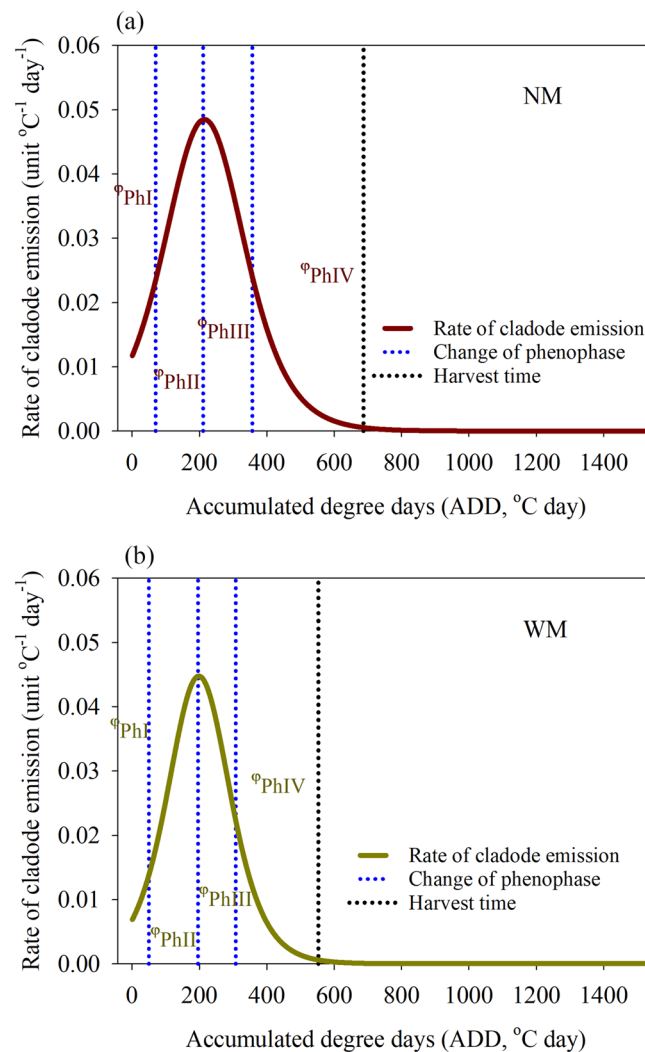 (a)
0.06
0.05
0.04
0.03
0.02
0.01
0.00
Rate of cladode emission (unit °C⁻¹ day⁻¹)
NM
φPhI
φPhII
φPhIII
φPhIV
Rate of cladode emission
Change of phenophase
Harvest time
0 200 400 600 800 1000 1200 1400
Accumulated degree days (ADD, °C day)
(b)
0.06
0.05
0.04
0.03
0.02
0.01
0.00
Rate of cladode emission (unit °C⁻¹ day⁻¹)
WM
φPhI
φPhII
φPhIII
φPhIV
Rate of cladode emission
Change of phenophase
Harvest time
0 200 400 600 800 1000 1200 1400
Accumulated degree days (ADD, °C day)